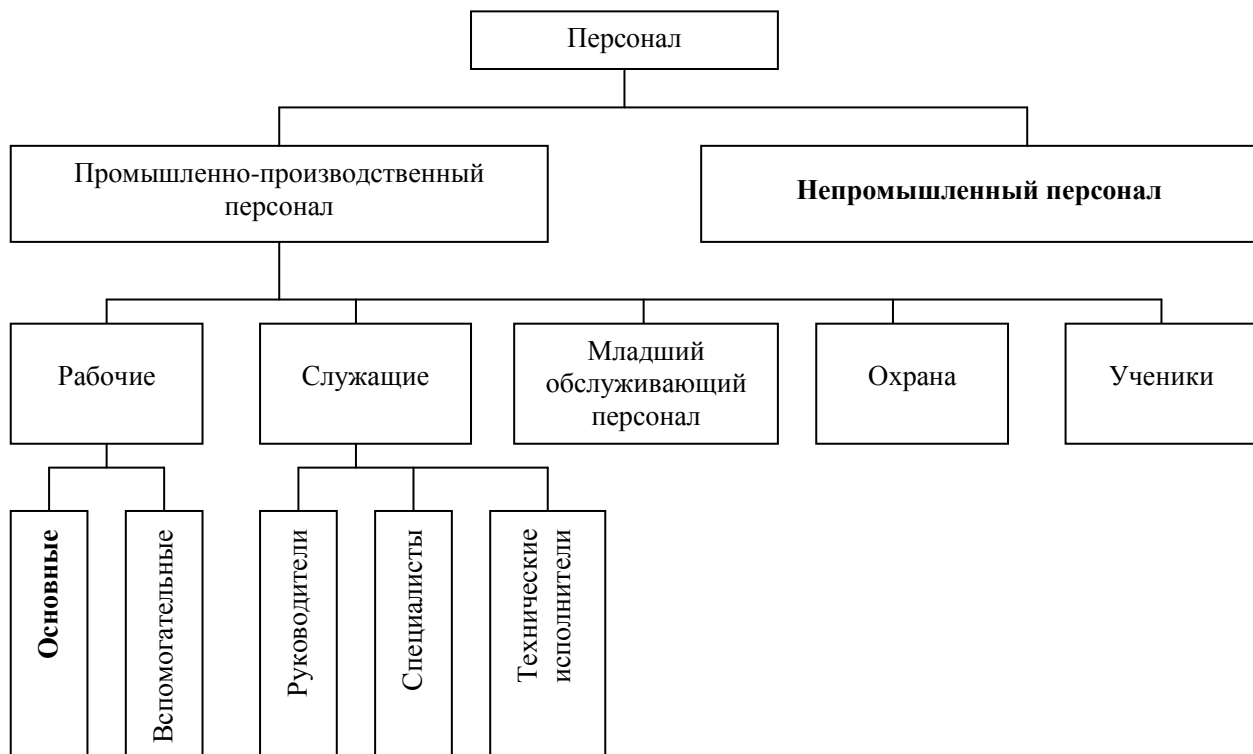 Персонал
Промышленно-производственный
персонал
Непромышленный персонал
Рабочие
Служащие
Младший
обслуживающий
персонал
Охрана
Ученики
Основные
Вспомогательные
Руководители
Специалисты
Технические
исполнители